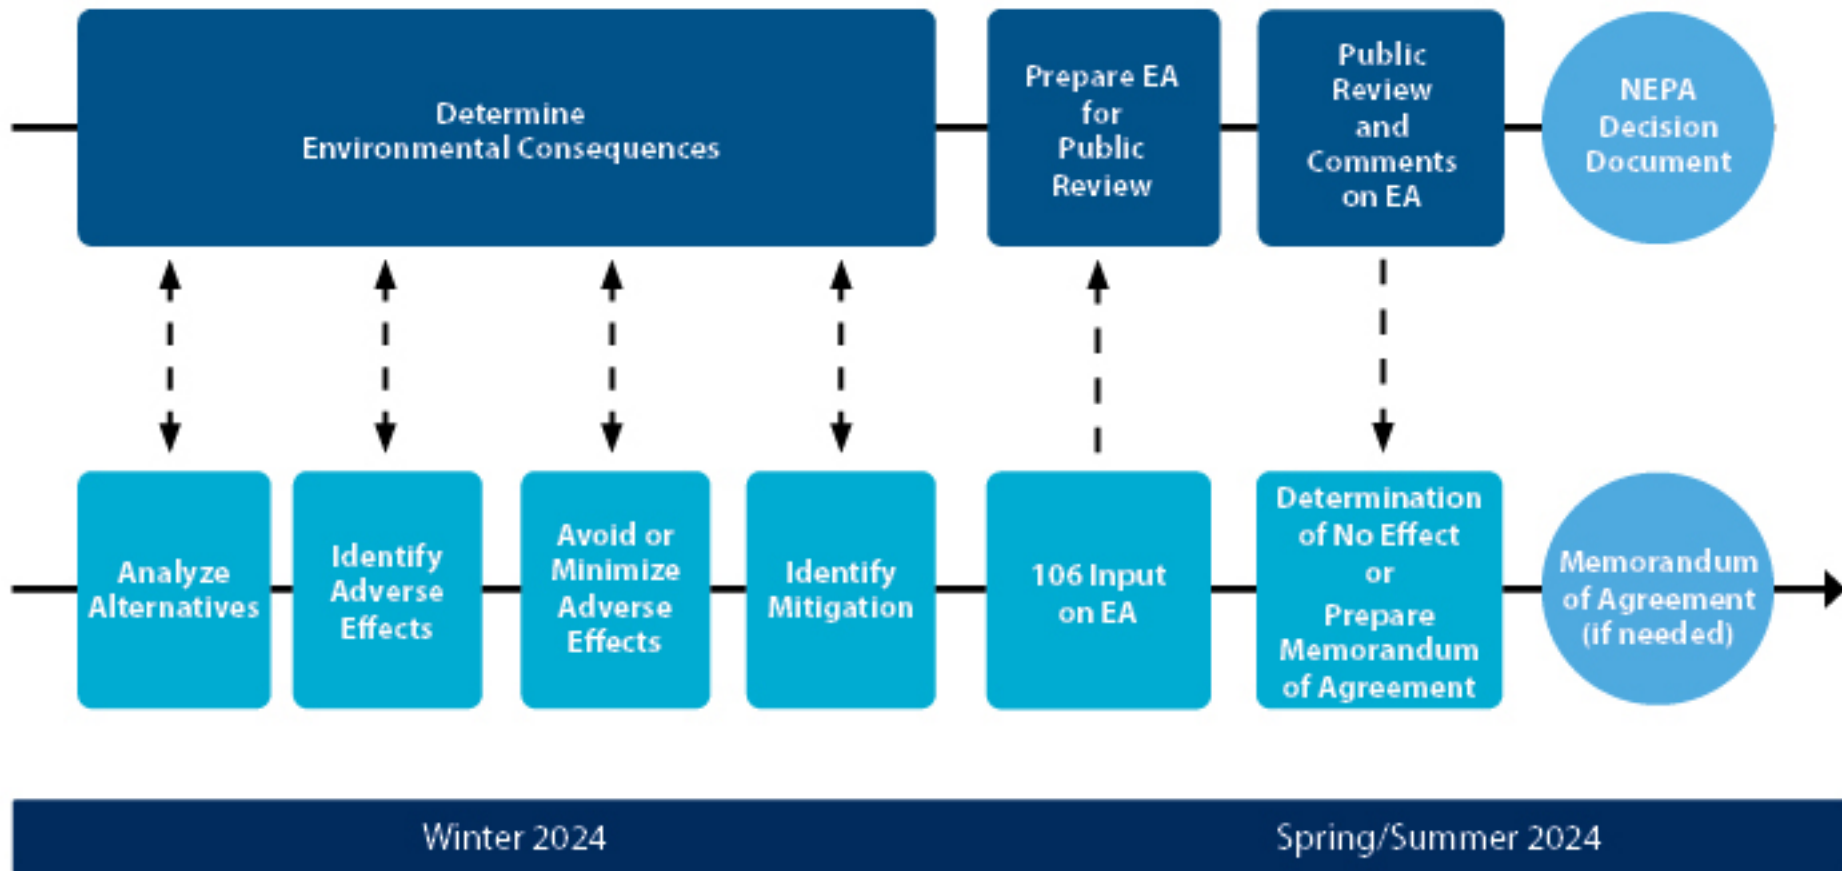 Determine
Environmental Consequences
Prepare EA
for
Public
Review
Public
Review
and
Comments
on EA
NEPA
Decision
Document
Analyze
Alternatives
Identify
Adverse
Effects
Avoid or
Minimize
Adverse
Effects
Identify
Mitigation
106 Input
on EA
Determination
of No Effect
or
Prepare
Memorandum
of Agreement
Memorandum
of Agreement
(if needed)
Winter 2024
Spring/Summer 2024